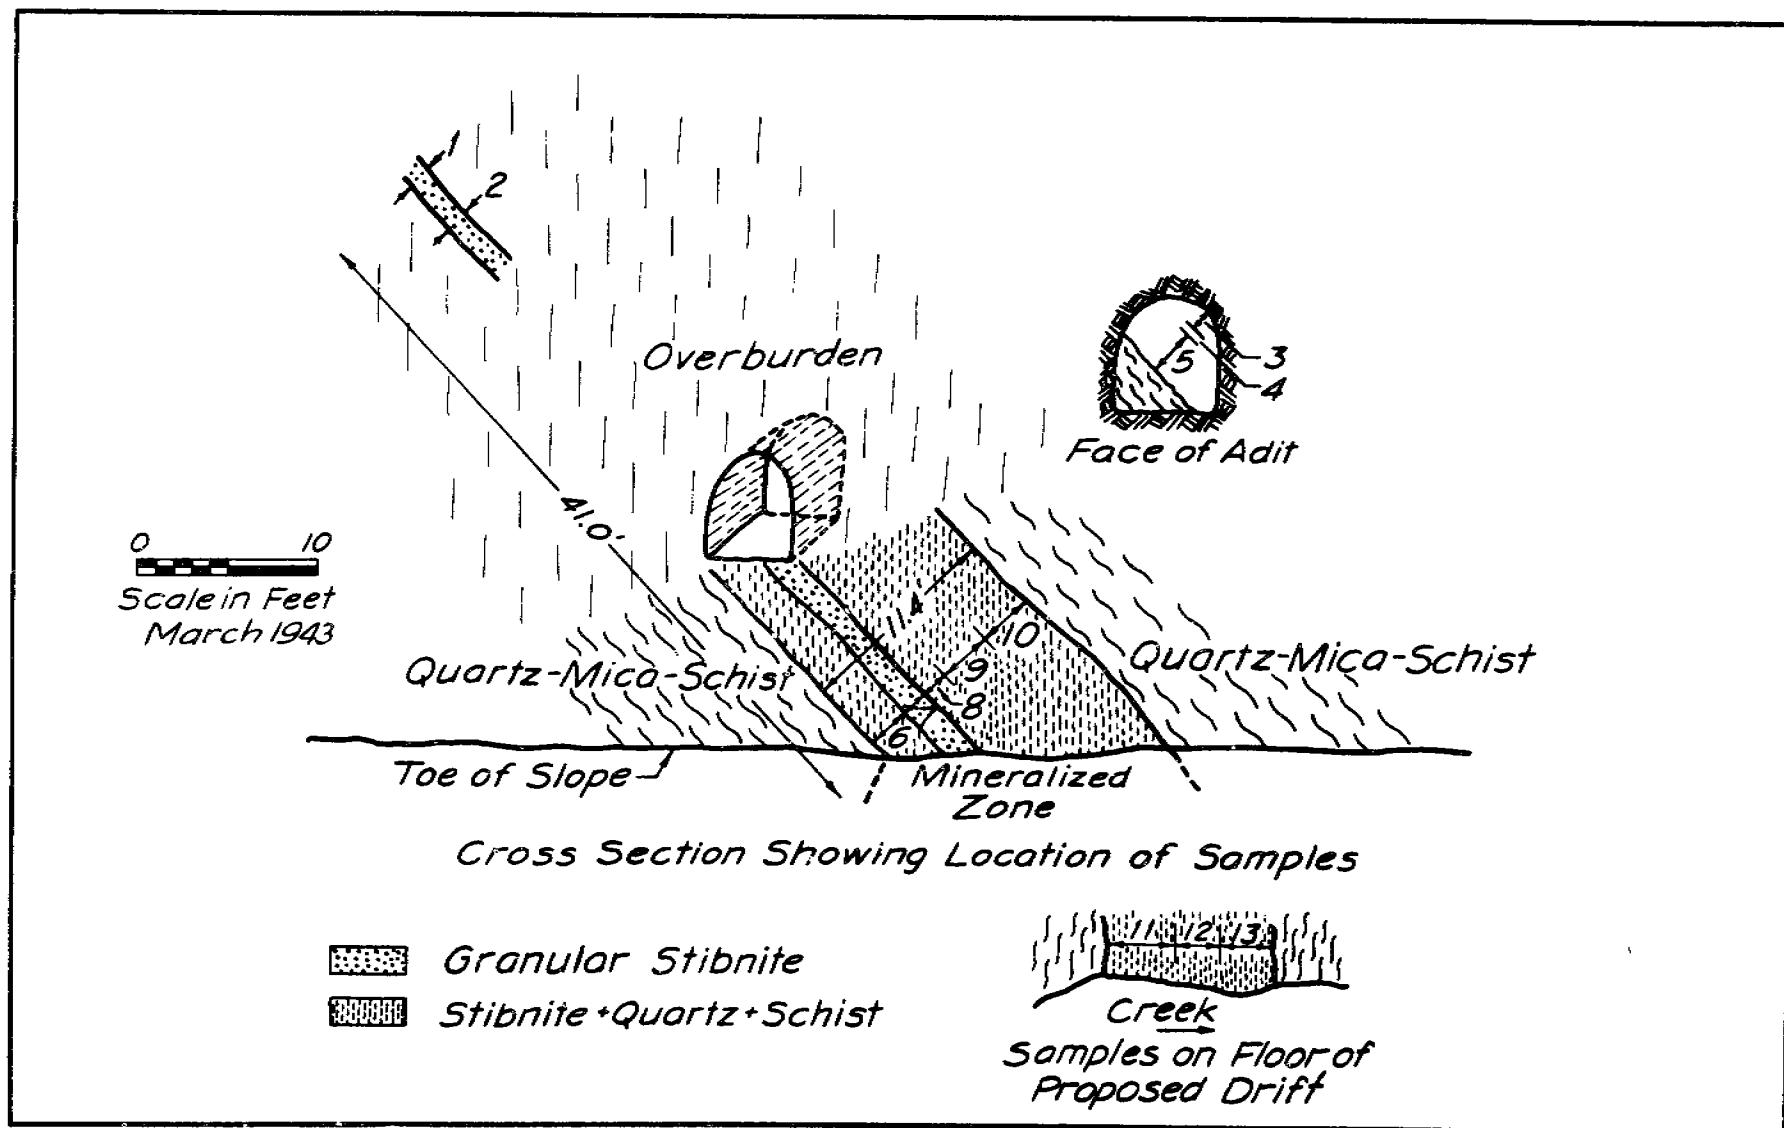 1
2
Overburden
3
5
4
Face of Adit
41.0'
0 10
Scale in Feet
March 1943
14
10
Quartz-Mica-Schist
Quartz-Mica-Schist
9
8
6
Toe of Slope
Mineralized
Zone
Cross Section Showing Location of Samples
11 12 13
Granular Stibnite
Stibnite+Quartz+Schist
Creek
Samples on Floor of
Proposed Drift